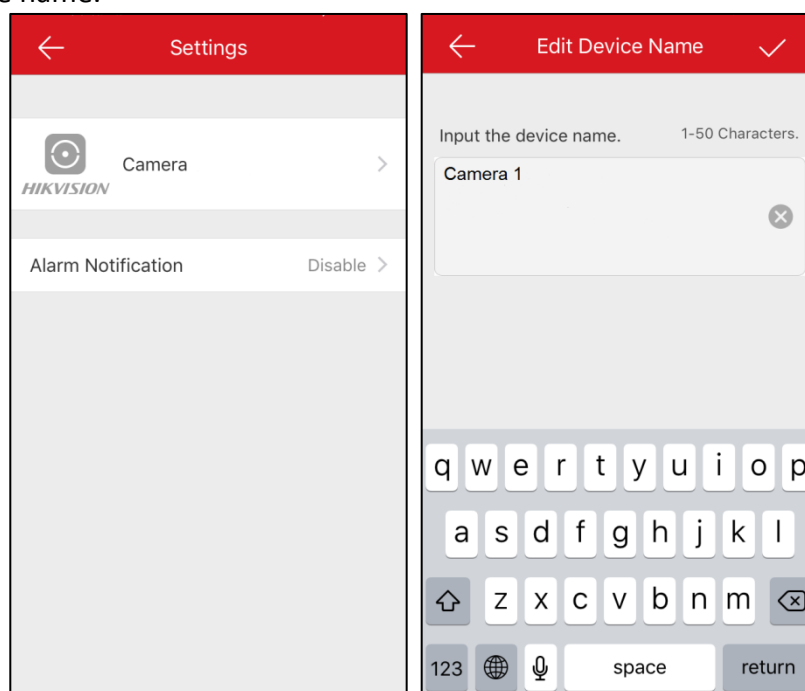 name.
Settings
Camera
HIKVISION
Alarm Notification
Disable
Edit Device Name
Input the device name.
1-50 Characters.
Camera 1
q w e r t y u i o p
a s d f g h j k l
z x c v b n m
123 space return